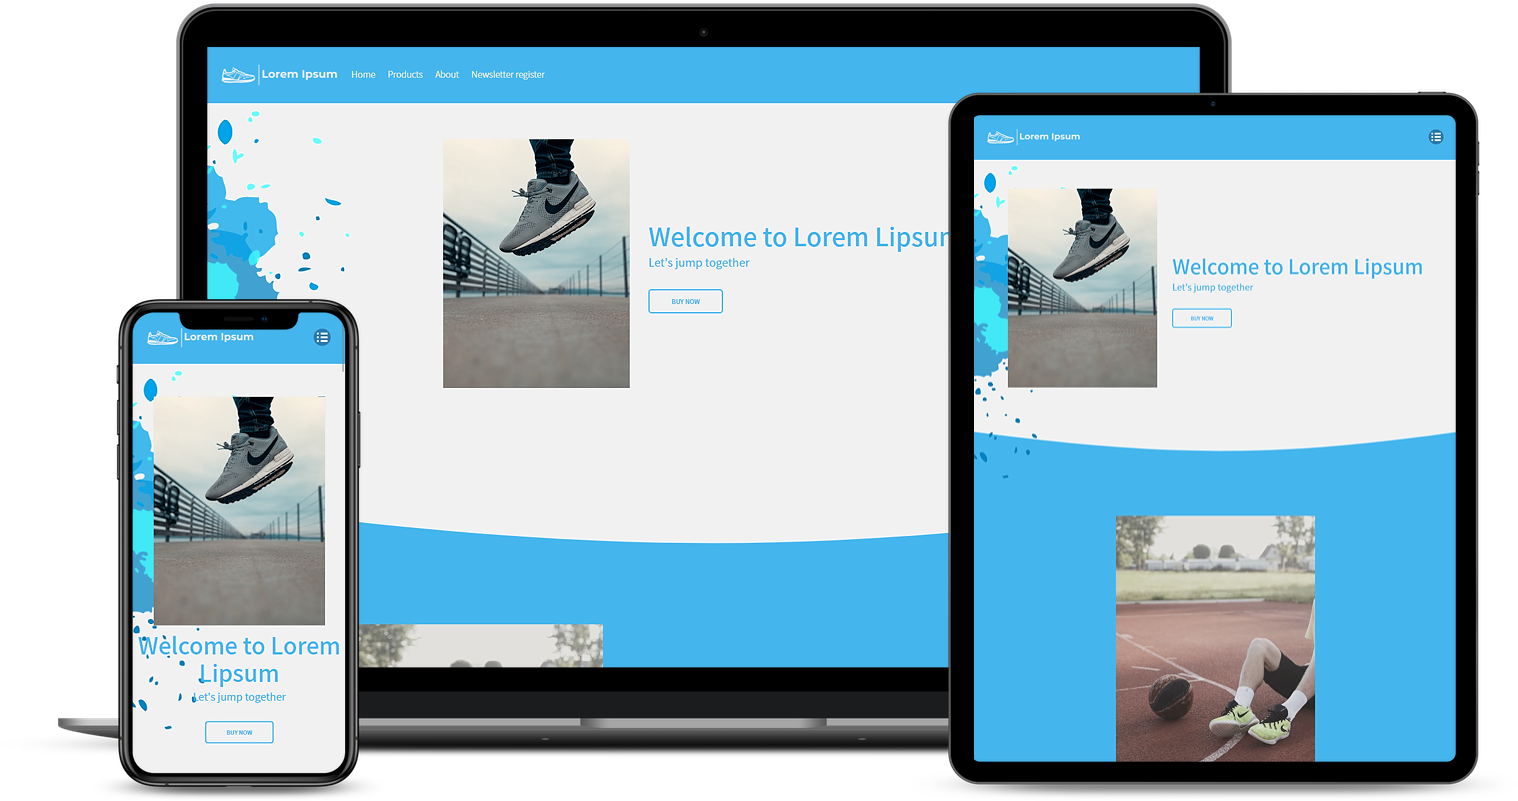 Lorem Ipsum Home Products About Newsletter register
Welcome to Lorem Lipsum
Let's jump together
BUY NOW
Lorem Ipsum
Welcome to Lorem Lipsum
Let's jump together
BUY NOW
Lorem Ipsum
Welcome to Lorem
Lipsum
Let's jump together
BUY NOW